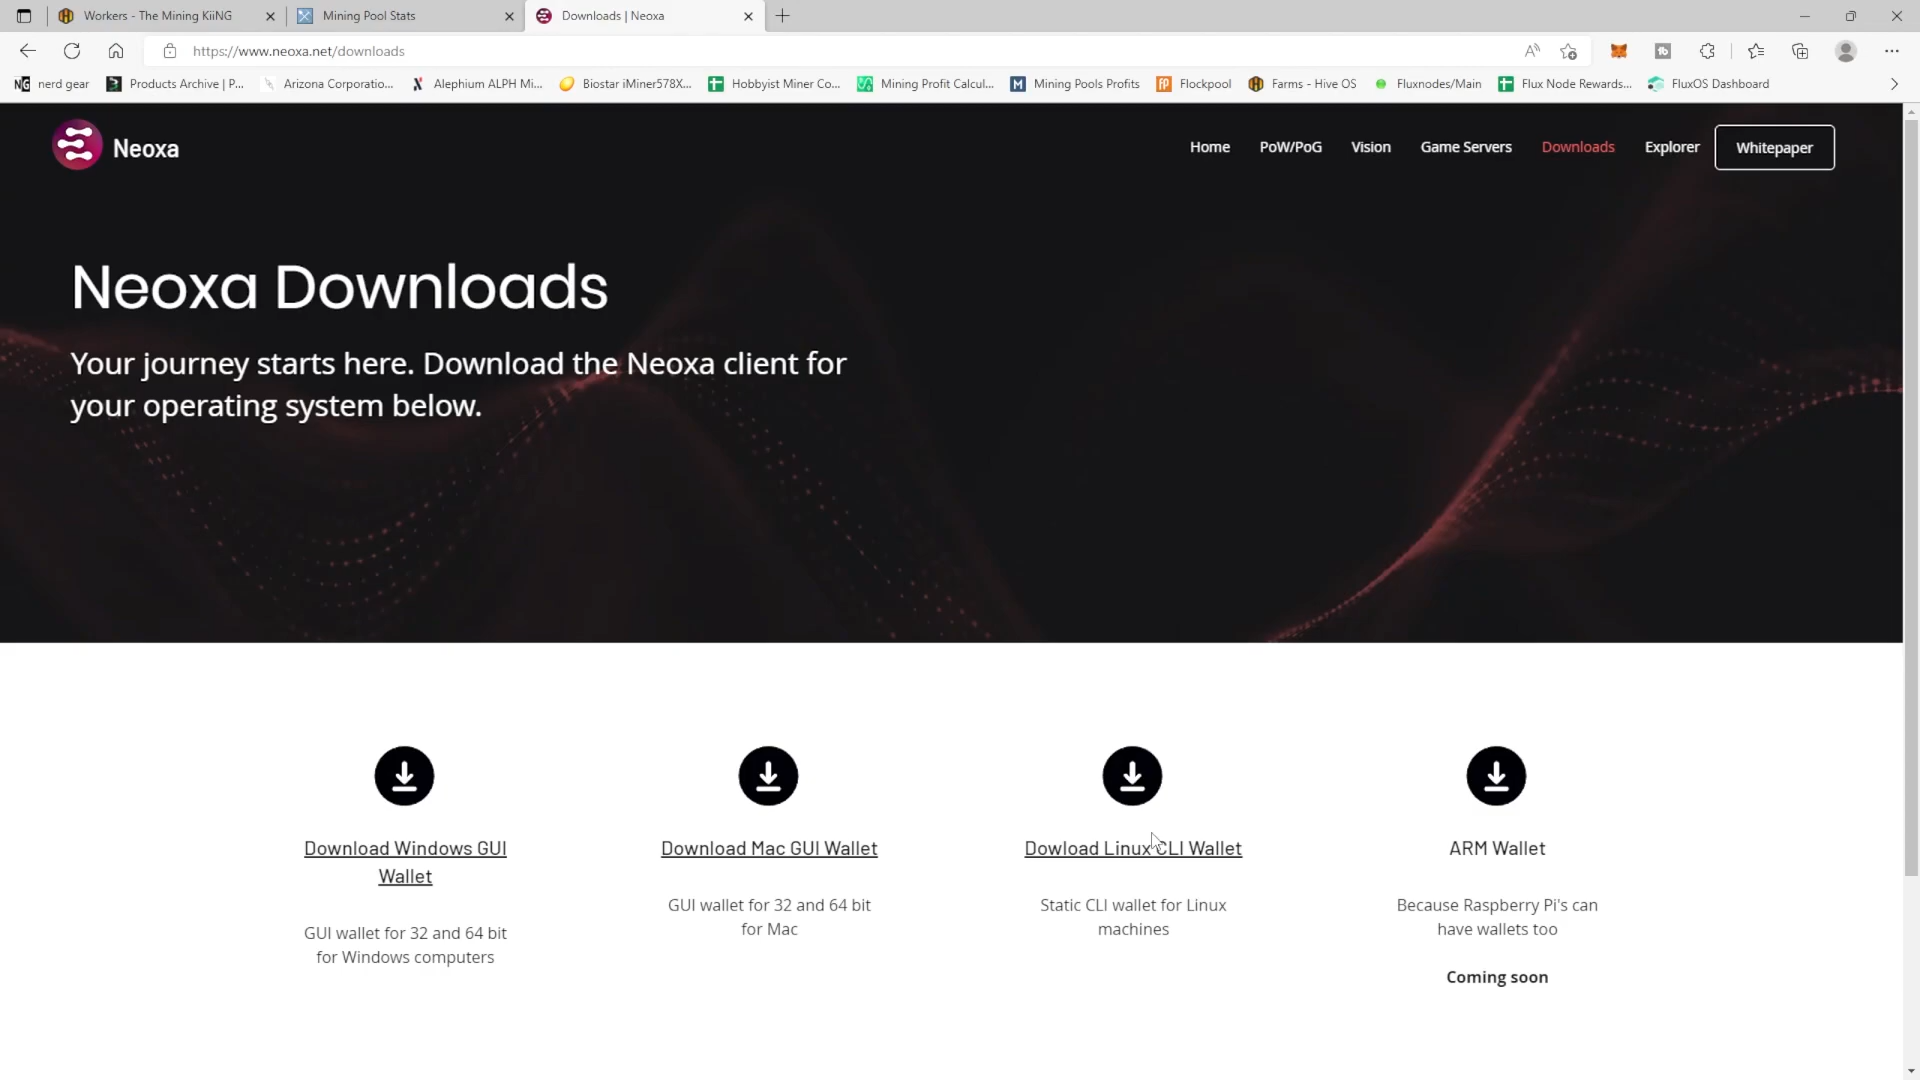 Workers - The Mining KiiNG
Mining Pool Stats
Downloads | Neoxa
https://www.neoxa.net/downloads
nerd gear
Products Archive | P...
Arizona Corporatio...
Alephium ALPH Mi...
Biostar iMiner578X...
Hobbyist Miner Co...
Mining Profit Calcul...
Mining Pools Profits
Flockpool
Farms - Hive OS
Fluxnodes/Main
Flux Node Rewards...
FluxOS Dashboard
Neoxa
Home
PoW/PoG
Vision
Game Servers
Downloads
Explorer
Whitepaper
Neoxa Downloads
Your journey starts here. Download the Neoxa client for
your operating system below.
Download Windows GUI
Wallet
GUI wallet for 32 and 64 bit
for Windows computers
Download Mac GUI Wallet
GUI wallet for 32 and 64 bit
for Mac
Dowload Linux CLI Wallet
Static CLI wallet for Linux
machines
ARM Wallet
Because Raspberry Pi's can
have wallets too
Coming soon